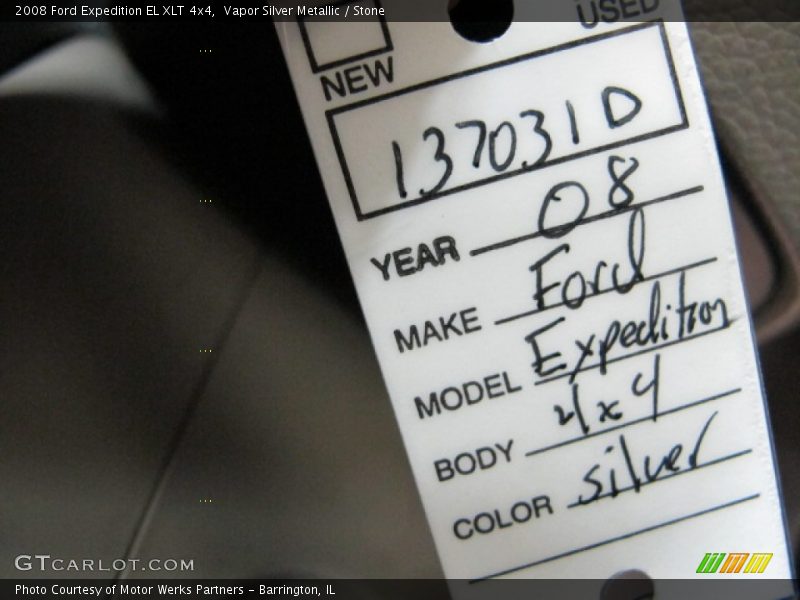 2008 Ford Expedition EL XLT 4x4, Vapor Silver Metallic / Stone
USED
NEW
137031D
YEAR 08
MAKE Ford
MODEL Expedition
BODY 4x4
COLOR silver
GTCARLOT.COM
Photo Courtesy of Motor Werks Partners - Barrington, IL